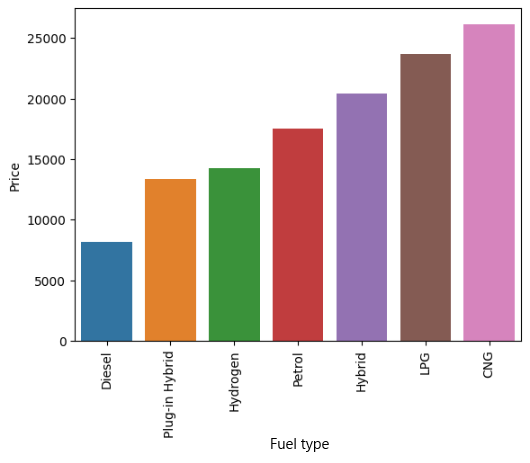 25000
20000
15000
10000
5000
0
Price
Diesel
Plug-in Hybrid
Hydrogen
Petrol
Hybrid
LPG
CNG
Fuel type